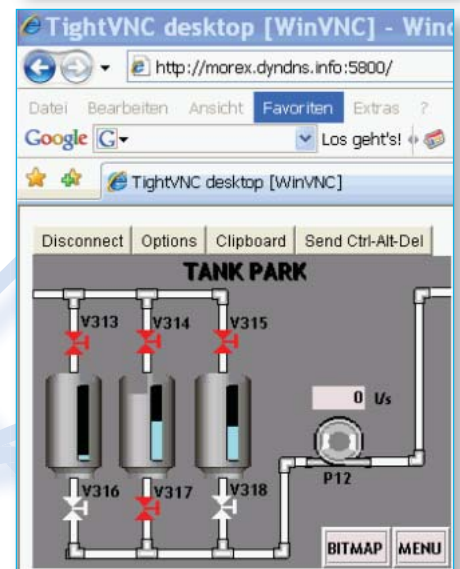 TightVNC desktop [WinVNC] - Wind
http://morex.dyndns.info:5800/
Datei Bearbeiten Ansicht Favoriten Extras ?
Google G Los geht's!
TightVNC desktop [WinVNC]
Disconnect Options Clipboard Send Ctrl-Alt-Del
TANK PARK
V313 V314 V315
0 l/s
P12
V316 V317 V318
BITMAP MENU